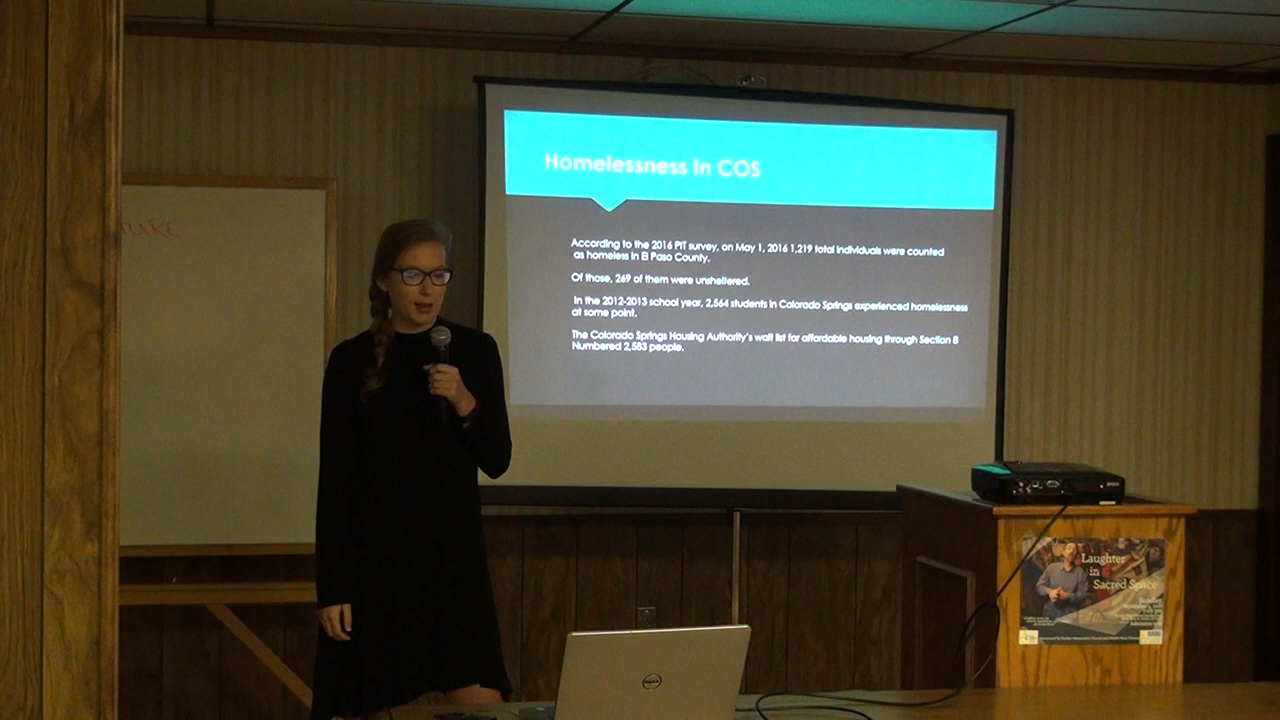 TURE
Homelessness In COS
According to the 2016 PIT survey, on May 1, 2016 1,219 total individuals were counted
as homeless in El Paso County.
Of those, 269 of them were unsheltered.
In the 2012-2013 school year, 2,564 students in Colorado Springs experienced homelessness
at some point.
The Colorado Springs Housing Authority's wait list for affordable housing through Section 8
Numbered 2,583 people.
EPSON
Laughter
in
Sacred Space
DELL